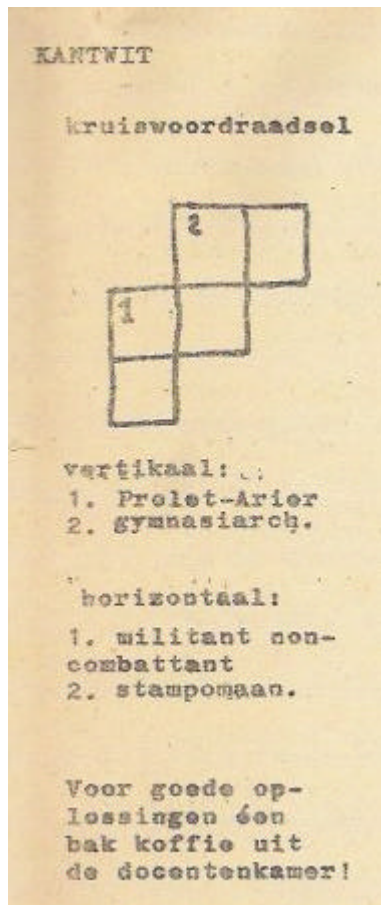 KANTWIT
kruiswoordraadsel
2
1
vertikaal:
1. Prolet-Arier
2. gymnasiarch.
horizontaal:
1. militant non-
combattant
2. stampomaan.
Voor goede op-
lossingen één
bak koffie uit
de docentenkamer!